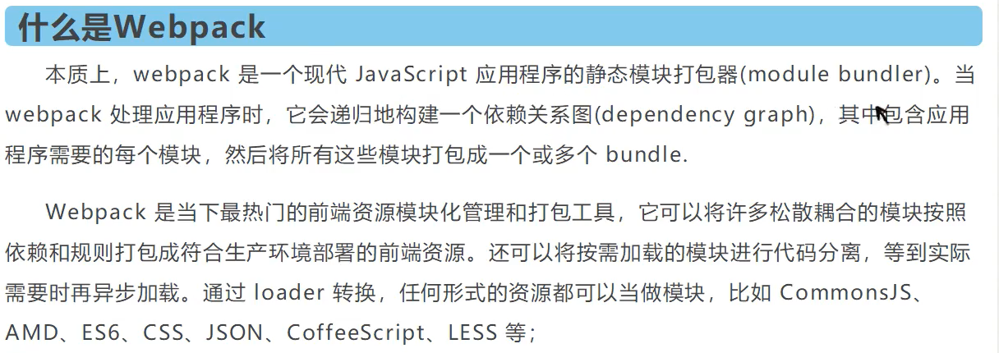 什么是Webpack
本质上，webpack 是一个现代 JavaScript 应用程序的静态模块打包器(module bundler)。当
webpack 处理应用程序时，它会递归地构建一个依赖关系图(dependency graph)，其中包含应用
程序需要的每个模块，然后将所有这些模块打包成一个或多个 bundle.
Webpack 是当下最热门的前端资源模块化管理和打包工具，它可以将许多松散耦合的模块按照
依赖和规则打包成符合生产环境部署的前端资源。还可以将按需加载的模块进行代码分离，等到实际
需要时再异步加载。通过 loader 转换，任何形式的资源都可以当做模块，比如 CommonsJS、
AMD、ES6、CSS、JSON、CoffeeScript、LESS 等；